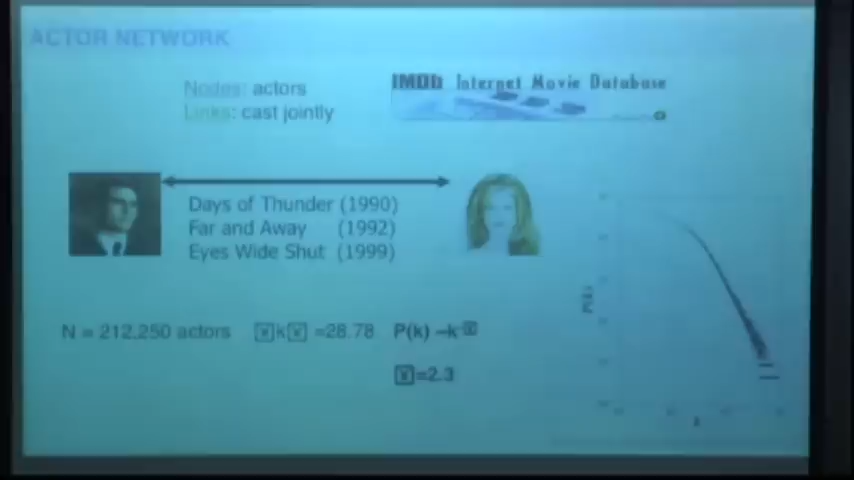 ACTOR NETWORK
Nodes: actors
Links: cast jointly
IMDb Internet Movie Database
Days of Thunder (1990)
Far and Away (1992)
Eyes Wide Shut (1999)
N = 212,250 actors k =28.78 P(k) ~k-
=2.3
P(k)
k